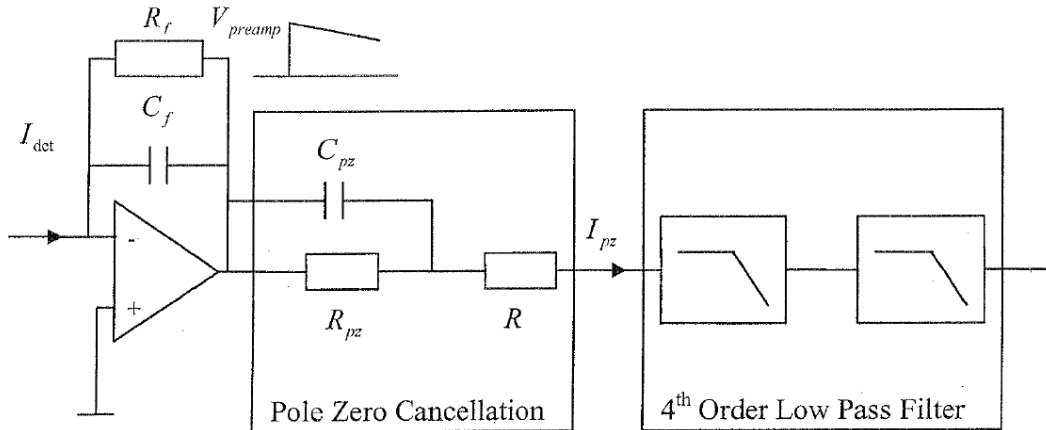 R_f
V_preamp
C_f
I_det
C_pz
I_pz
-
+
R_pz
R
Pole Zero Cancellation
4th Order Low Pass Filter